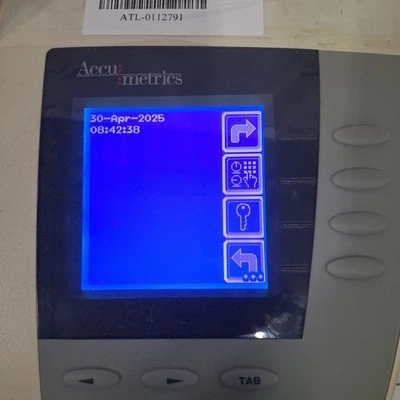 ATL-0112791
Accu
metrics
30-Apr-2025
08:42:38
TAB